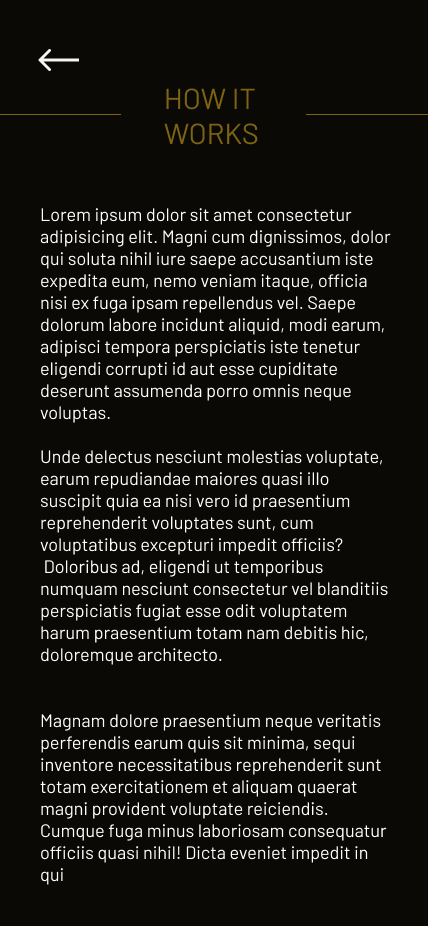 HOW IT
WORKS
Lorem ipsum dolor sit amet consectetur
adipisicing elit. Magni cum dignissimos, dolor
qui soluta nihil iure saepe accusantium iste
expedita eum, nemo veniam itaque, officia
nisi ex fuga ipsam repellendus vel. Saepe
dolorum labore incidunt aliquid, modi earum,
adipisci tempora perspiciatis iste tenetur
eligendi corrupti id aut esse cupiditate
deserunt assumenda porro omnis neque
voluptas.
Unde delectus nesciunt molestias voluptate,
earum repudiandae maiores quasi illo
suscipit quia ea nisi vero id praesentium
reprehenderit voluptates sunt, cum
voluptatibus excepturi impedit officiis?
Doloribus ad, eligendi ut temporibus
numquam nesciunt consectetur vel blanditiis
perspiciatis fugiat esse odit voluptatem
harum praesentium totam nam debitis hic,
doloremque architecto.
Magnam dolore praesentium neque veritatis
perferendis earum quis sit minima, sequi
inventore necessitatibus reprehenderit sunt
totam exercitationem et aliquam quaerat
magni provident voluptate reiciendis.
Cumque fuga minus laboriosam consequatur
officiis quasi nihil! Dicta eveniet impedit in
qui